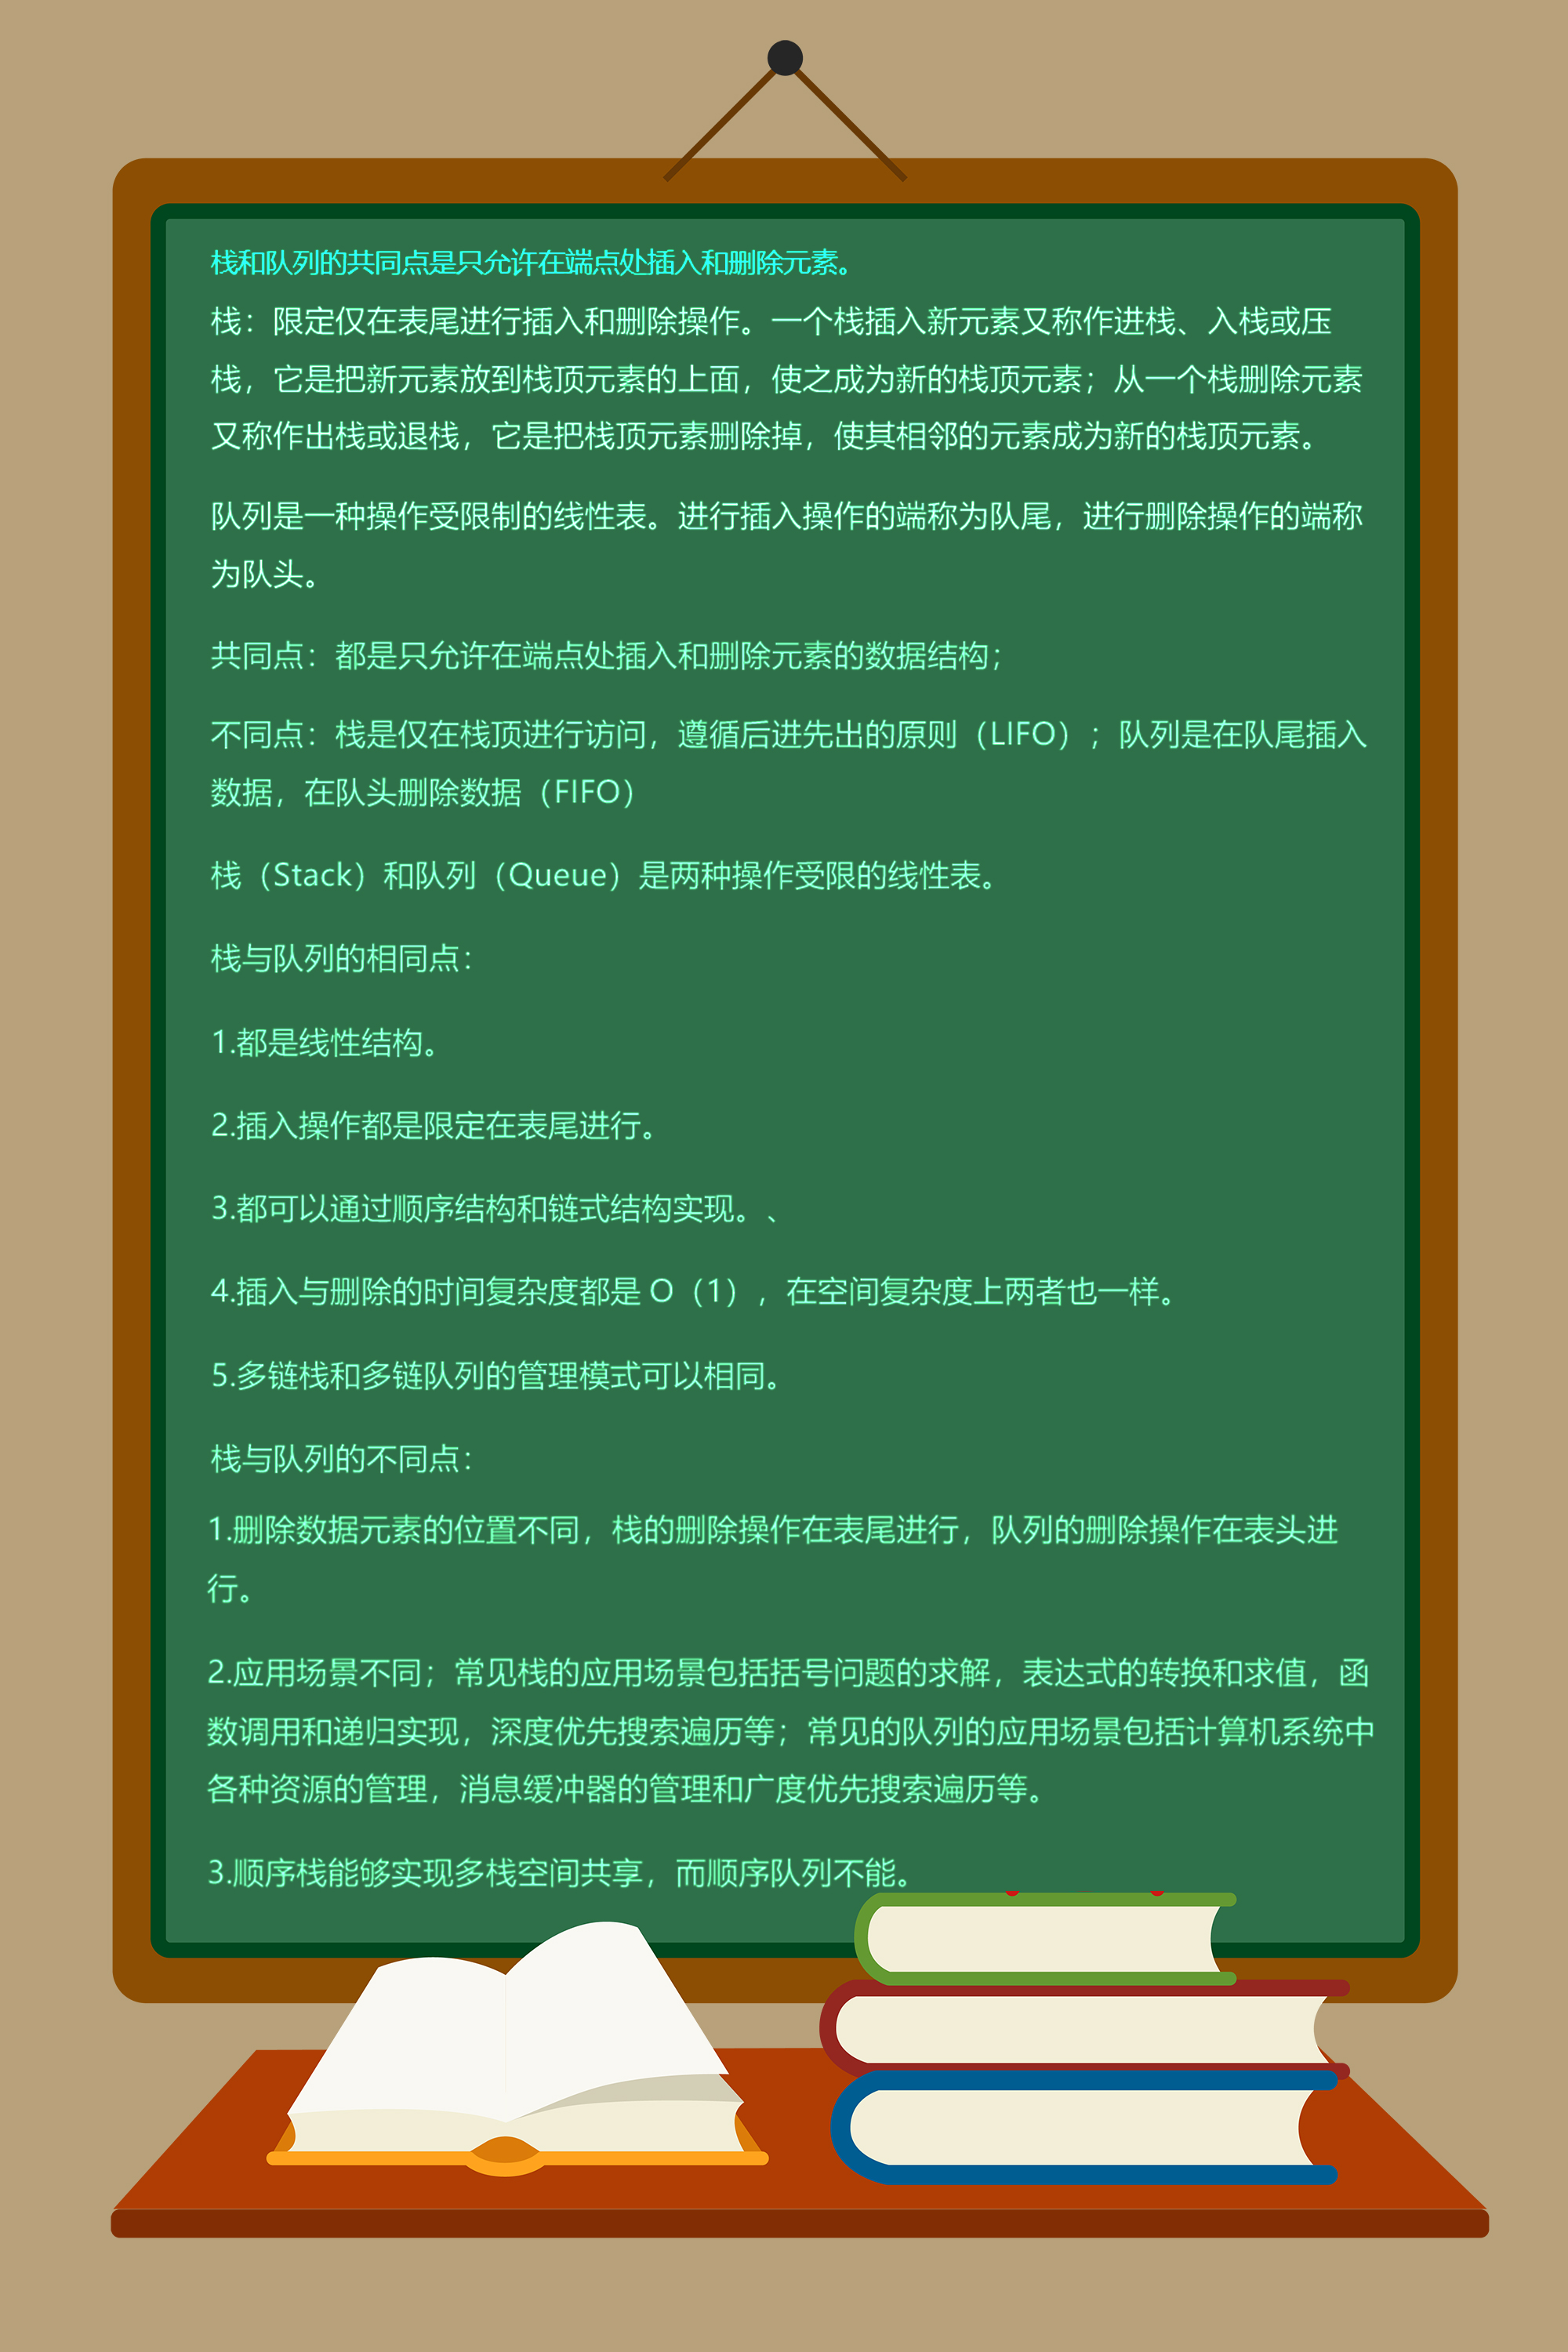 栈和队列的共同点是只允许在端点处插入和删除元素。
栈：限定仅在表尾进行插入和删除操作。一个栈插入新元素又称作进栈、入栈或压
栈，它是把新元素放到栈顶元素的上面，使之成为新的栈顶元素；从一个栈删除元素
又称作出栈或退栈，它是把栈顶元素删除掉，使其相邻的元素成为新的栈顶元素。
队列是一种操作受限制的线性表。进行插入操作的端称为队尾，进行删除操作的端称
为队头。
共同点：都是只允许在端点处插入和删除元素的数据结构；
不同点：栈是仅在栈顶进行访问，遵循后进先出的原则（LIFO）；队列是在队尾插入
数据，在队头删除数据（FIFO）
栈（Stack）和队列（Queue）是两种操作受限的线性表。
栈与队列的相同点：
1.都是线性结构。
2.插入操作都是限定在表尾进行。
3.都可以通过顺序结构和链式结构实现。、
4.插入与删除的时间复杂度都是 O（1），在空间复杂度上两者也一样。
5.多链栈和多链队列的管理模式可以相同。
栈与队列的不同点：
1.删除数据元素的位置不同，栈的删除操作在表尾进行，队列的删除操作在表头进
行。
2.应用场景不同；常见栈的应用场景包括括号问题的求解，表达式的转换和求值，函
数调用和递归实现，深度优先搜索遍历等；常见的队列的应用场景包括计算机系统中
各种资源的管理，消息缓冲器的管理和广度优先搜索遍历等。
3.顺序栈能够实现多栈空间共享，而顺序队列不能。